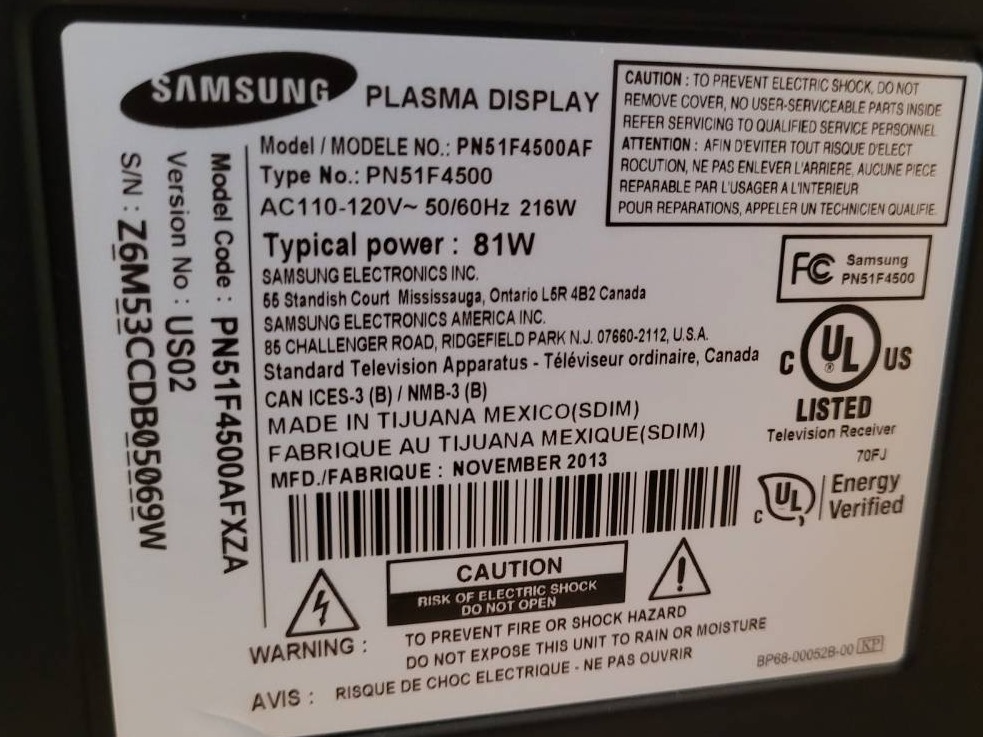 SAMSUNG
PLASMA DISPLAY
Model / MODELE NO.: PN51F4500AF
Type No.: PN51F4500
AC110-120V~ 50/60Hz 216W
Typical power : 81W
SAMSUNG ELECTRONICS INC.
55 Standish Court Mississauga, Ontario L5R 4B2 Canada
SAMSUNG ELECTRONICS AMERICA INC.
85 CHALLENGER ROAD, RIDGEFIELD PARK N.J. 07660-2112, U.S.A.
Standard Television Apparatus - Téléviseur ordinaire, Canada
CAN ICES-3 (B) / NMB-3 (B)
MADE IN TIJUANA MEXICO(SDIM)
FABRIQUE AU TIJUANA MEXIQUE(SDIM)
MFD./FABRIQUE : NOVEMBER 2013
CAUTION : TO PREVENT ELECTRIC SHOCK, DO NOT
REMOVE COVER, NO USER-SERVICEABLE PARTS INSIDE
REFER SERVICING TO QUALIFIED SERVICE PERSONNEL
ATTENTION : AFIN D'EVITER TOUT RISQUE D'ELECT
ROCUTION, NE PAS ENLEVER L'ARRIERE, AUCUNE PIECE
REPARABLE PAR L'USAGER A L'INTERIEUR
POUR REPARATIONS, APPELER UN TECHNICIEN QUALIFIE.
FC Samsung
PN51F4500
C UL ® US
LISTED
Television Receiver
70FJ
C UL Energy
Verified
Model Code : PN51F4500AFXZA
Version No : US02
S/N : Z6M53CCDB05069W
CAUTION
RISK OF ELECTRIC SHOCK
DO NOT OPEN
WARNING : TO PREVENT FIRE OR SHOCK HAZARD
DO NOT EXPOSE THIS UNIT TO RAIN OR MOISTURE
AVIS : RISQUE DE CHOC ELECTRIQUE - NE PAS OUVRIR
BP68-00052B-00 KP